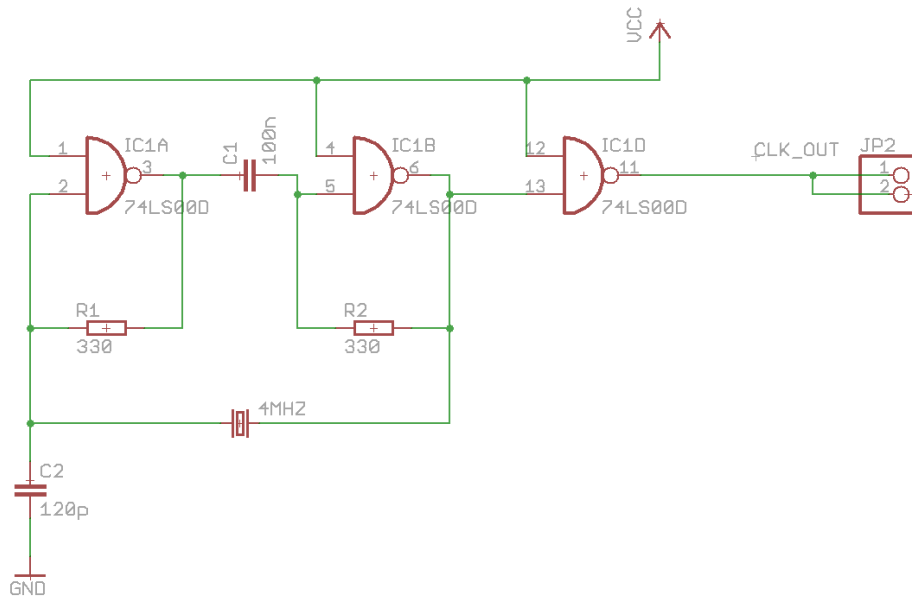 VCC
1
2
IC1A
3
74LS00D
C1
100n
4
5
IC1B
6
74LS00D
12
13
IC1D
11
74LS00D
CLK_OUT
JP2
1
2
R1
330
R2
330
4MHZ
C2
120p
GND